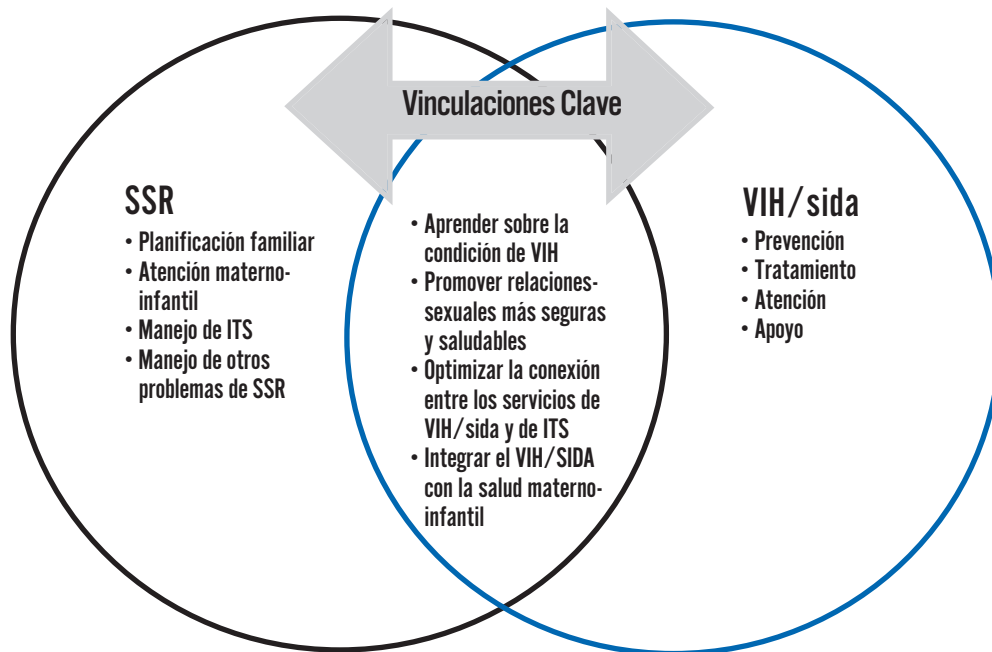 Vinculaciones Clave
SSR
• Planificación familiar
• Atención materno-
infantil
• Manejo de ITS
• Manejo de otros
problemas de SSR
• Aprender sobre la
condición de VIH
• Promover relaciones-
sexuales más seguras
y saludables
• Optimizar la conexión
entre los servicios de
VIH/sida y de ITS
• Integrar el VIH/SIDA
con la salud materno-
infantil
VIH/sida
• Prevención
• Tratamiento
• Atención
• Apoyo